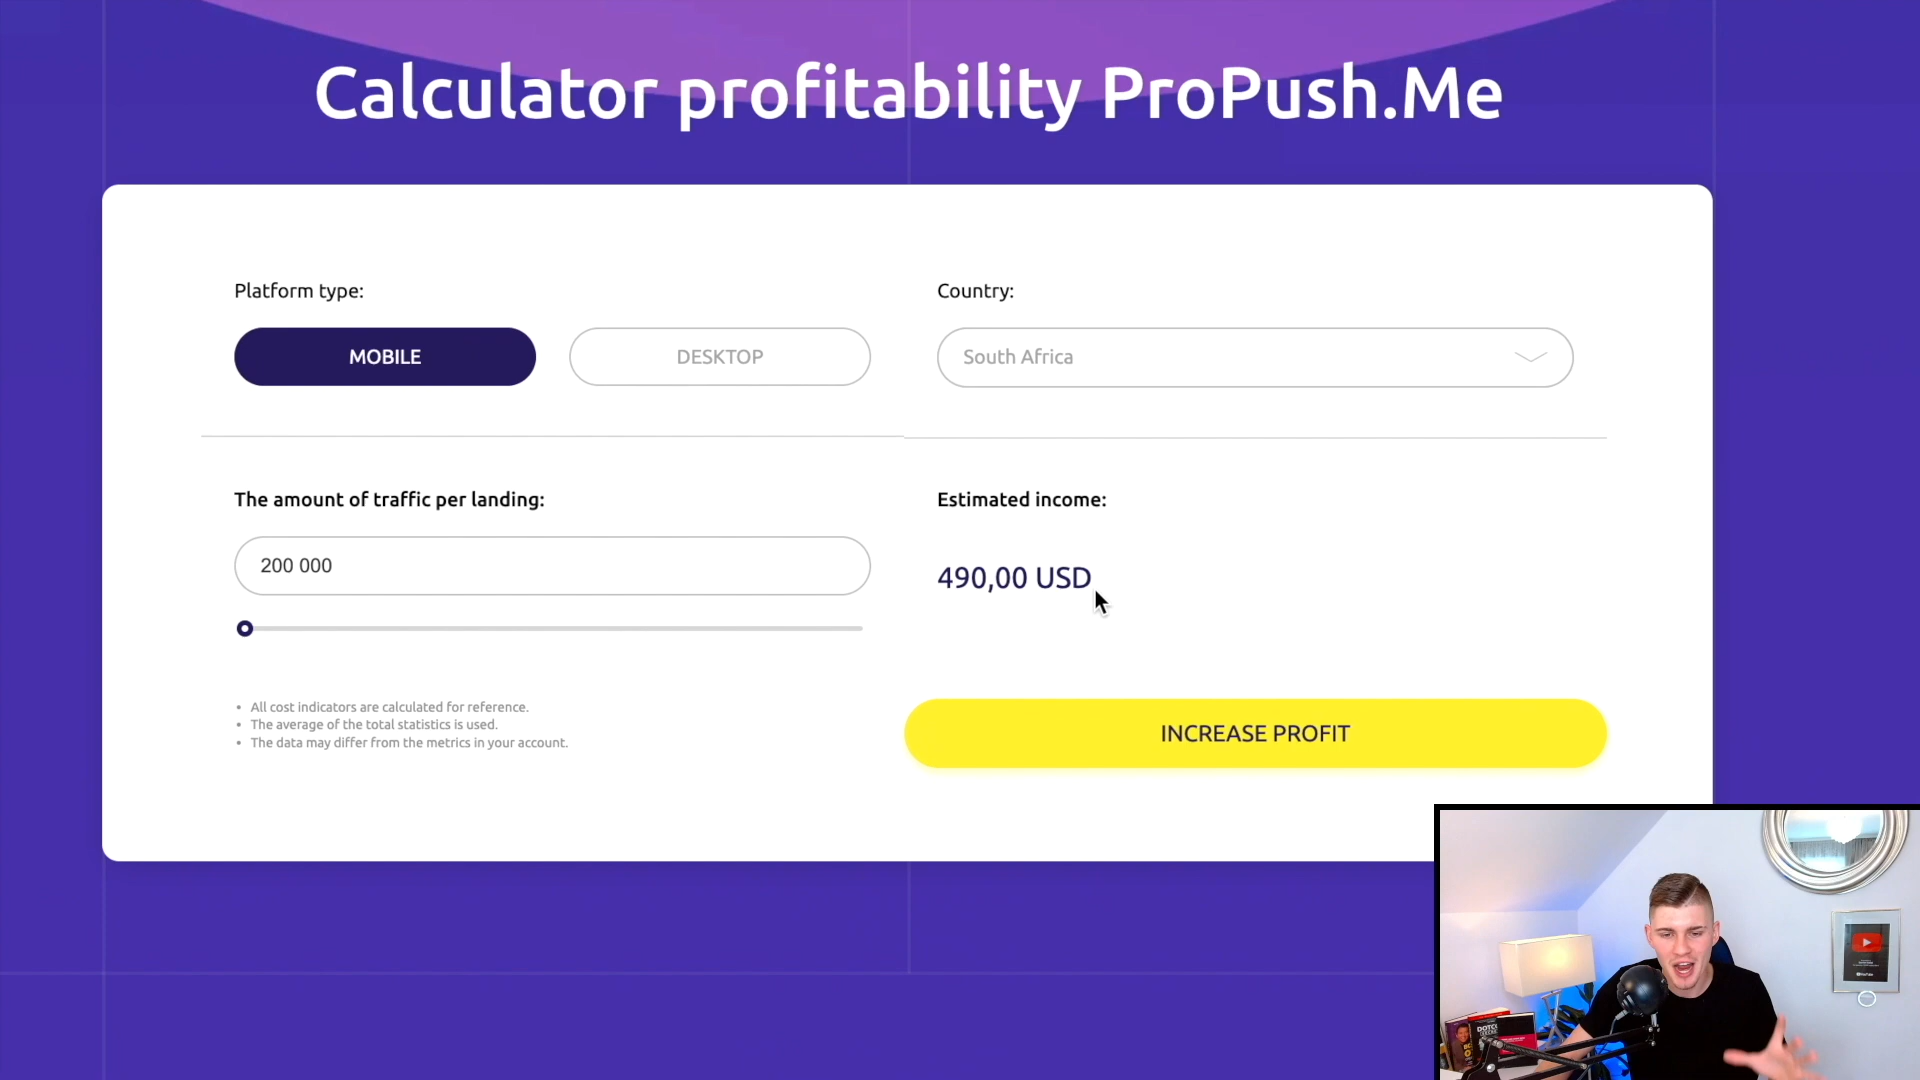 Calculator profitability ProPush.Me
Platform type:
MOBILE
DESKTOP
Country:
South Africa
The amount of traffic per landing:
200 000
Estimated income:
490,00 USD
• All cost indicators are calculated for reference.
• The average of the total statistics is used.
• The data may differ from the metrics in your account.
INCREASE PROFIT